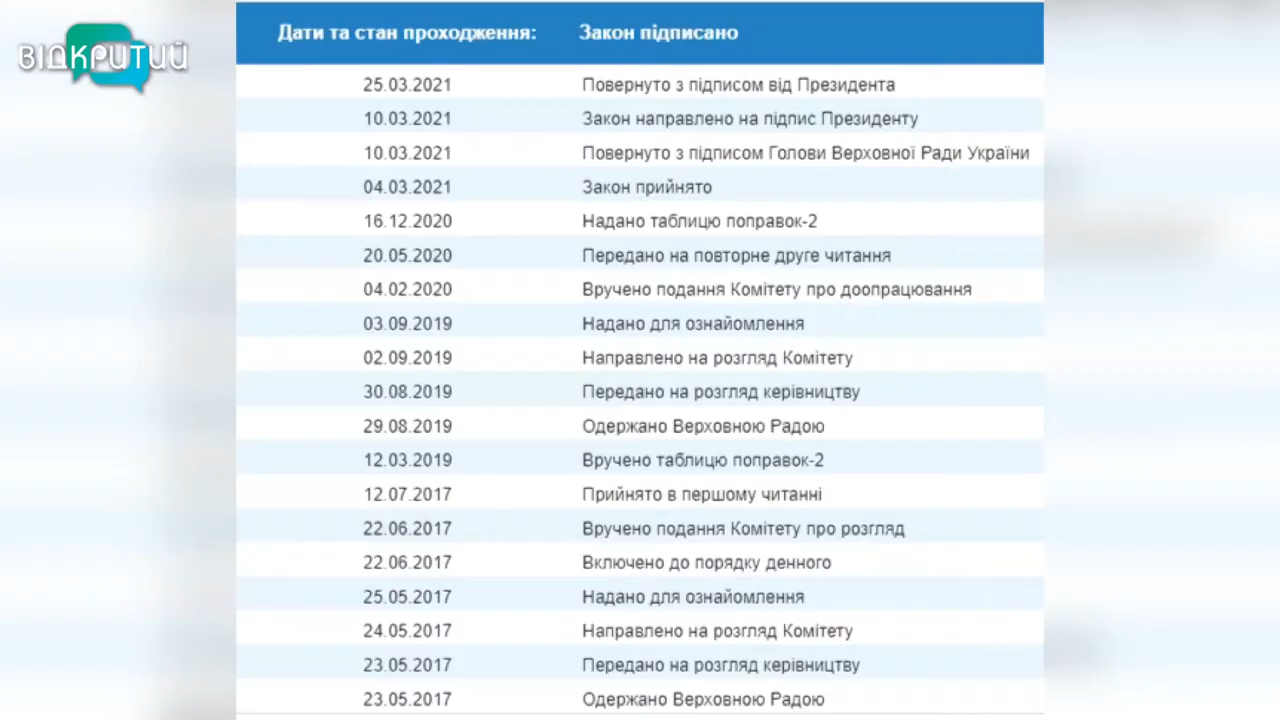 ВІДКРИТИЙ
Дати та стан проходження: Закон підписано
25.03.2021 Повернуто з підписом від Президента
10.03.2021 Закон направлено на підпис Президенту
10.03.2021 Повернуто з підписом Голови Верховної Ради України
04.03.2021 Закон прийнято
16.12.2020 Надано таблицю поправок-2
20.05.2020 Передано на повторне друге читання
04.02.2020 Вручено подання Комітету про доопрацювання
03.09.2019 Надано для ознайомлення
02.09.2019 Направлено на розгляд Комітету
30.08.2019 Передано на розгляд керівництву
29.08.2019 Одержано Верховною Радою
12.03.2019 Вручено таблицю поправок-2
12.07.2017 Прийнято в першому читанні
22.06.2017 Вручено подання Комітету про розгляд
22.06.2017 Включено до порядку денного
25.05.2017 Надано для ознайомлення
24.05.2017 Направлено на розгляд Комітету
23.05.2017 Передано на розгляд керівництву
23.05.2017 Одержано Верховною Радою